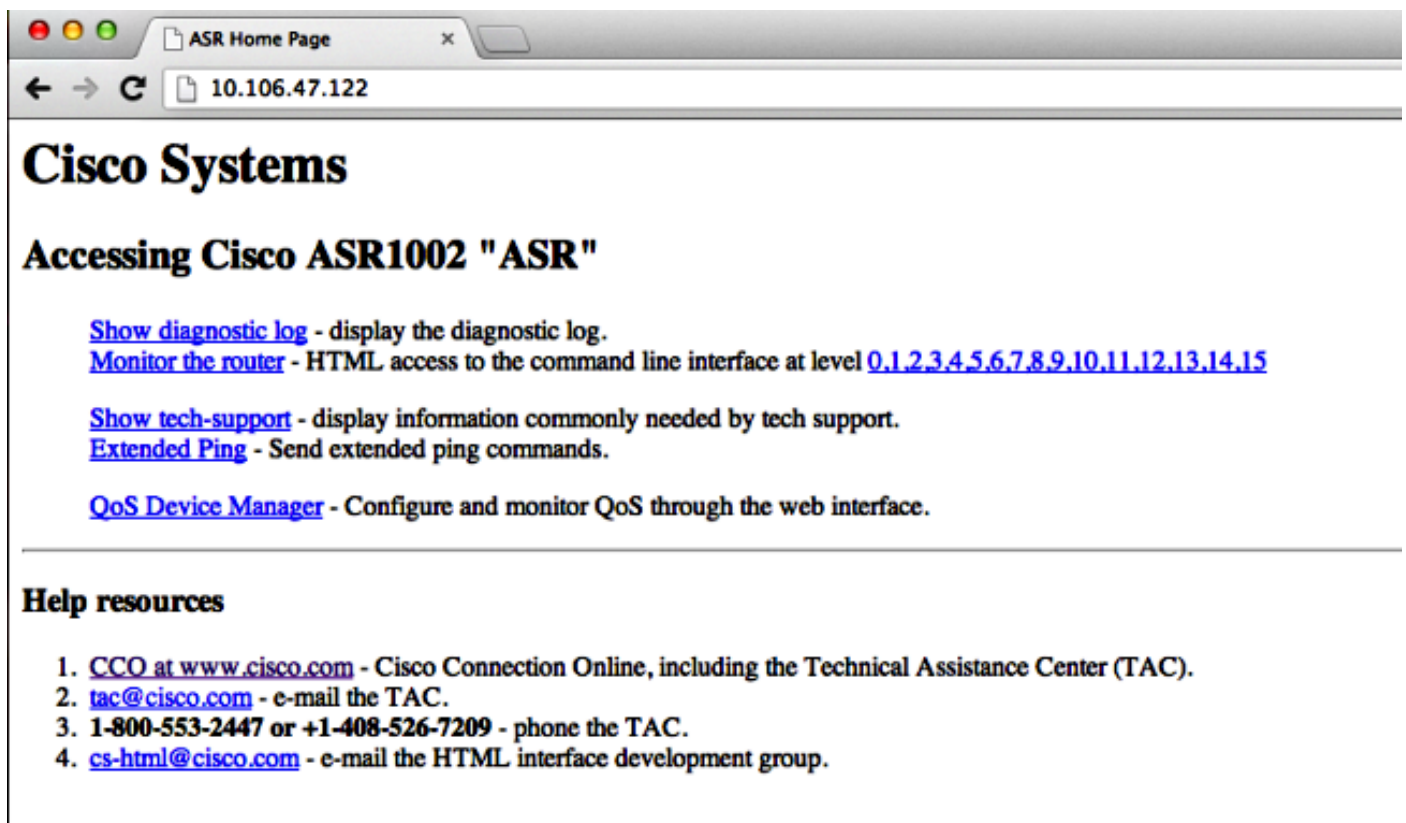 ASR Home Page
10.106.47.122
Cisco Systems
Accessing Cisco ASR1002 "ASR"
Show diagnostic log - display the diagnostic log.
Monitor the router - HTML access to the command line interface at level 0,1,2,3,4,5,6,7,8,9,10,11,12,13,14,15
Show tech-support - display information commonly needed by tech support.
Extended Ping - Send extended ping commands.
QoS Device Manager - Configure and monitor QoS through the web interface.
Help resources
1. CCO at www.cisco.com - Cisco Connection Online, including the Technical Assistance Center (TAC).
2. tac@cisco.com - e-mail the TAC.
3. 1-800-553-2447 or +1-408-526-7209 - phone the TAC.
4. cs-html@cisco.com - e-mail the HTML interface development group.